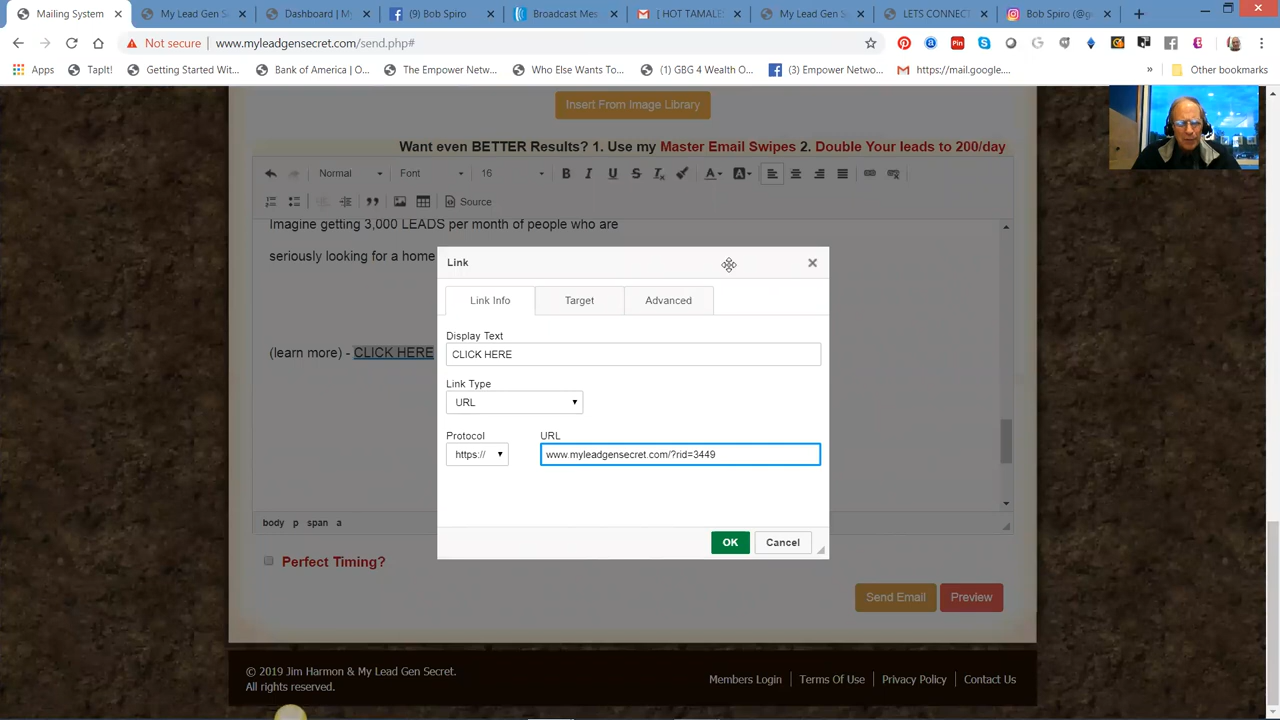 Mailing System
My Lead Gen S
Dashboard | My
(9) Bob Spiro
Broadcast Mes
[ HOT TAMALE
My Lead Gen S
LETS CONNECT
Bob Spiro (@g
Not secure www.myleadgensecret.com/send.php#
Apps TapIt! Getting Started Wit... Bank of America | O... The Empower Netw... Who Else Wants To... (1) GBG 4 Wealth O... (3) Empower Netwo... https://mail.google.... » Other bookmarks
Insert From Image Library
Want even BETTER Results? 1. Use my Master Email Swipes 2. Double Your leads to 200/day
Normal Font 16 B I U S Tx A A
Source
Imagine getting 3,000 LEADS per month of people who are
seriously looking for a home
(learn more) - CLICK HERE
Link
Link Info Target Advanced
Display Text
CLICK HERE
Link Type
URL
Protocol URL
https:// www.myleadgensecret.com/?rid=3449
OK Cancel
body p span a
Perfect Timing?
Send Email Preview
© 2019 Jim Harmon & My Lead Gen Secret.
All rights reserved.
Members Login Terms Of Use Privacy Policy Contact Us